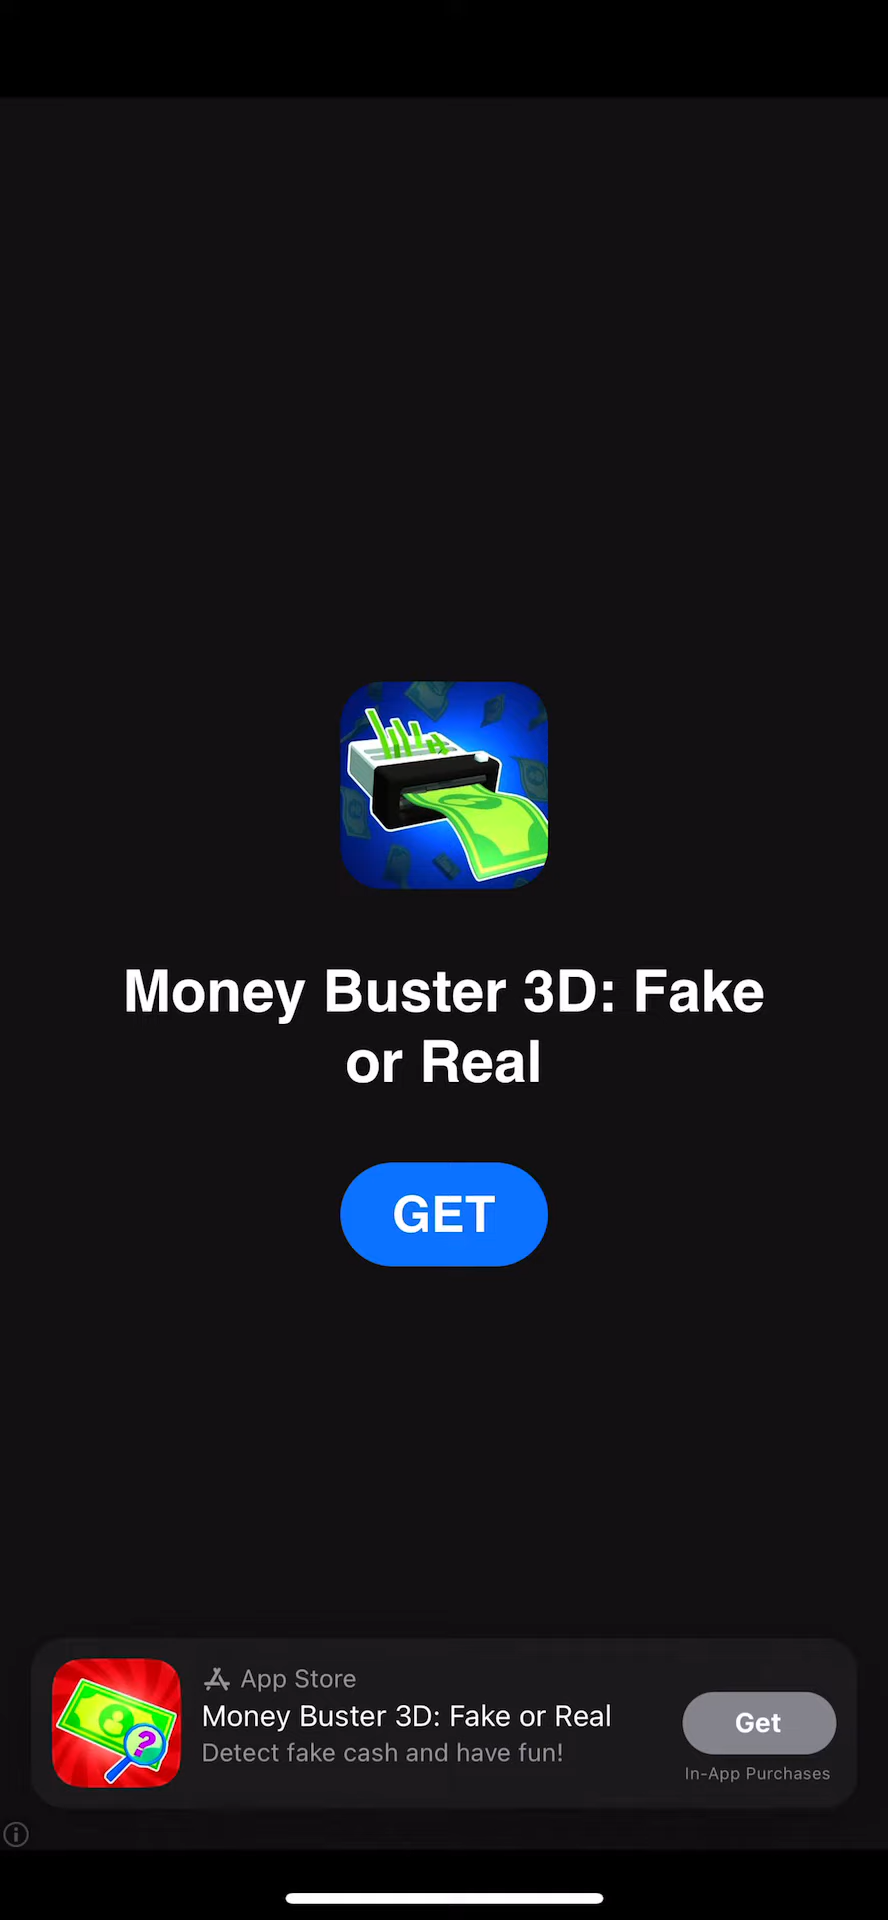 Money Buster 3D: Fake
or Real
GET
App Store
Money Buster 3D: Fake or Real
Detect fake cash and have fun!
Get
In-App Purchases